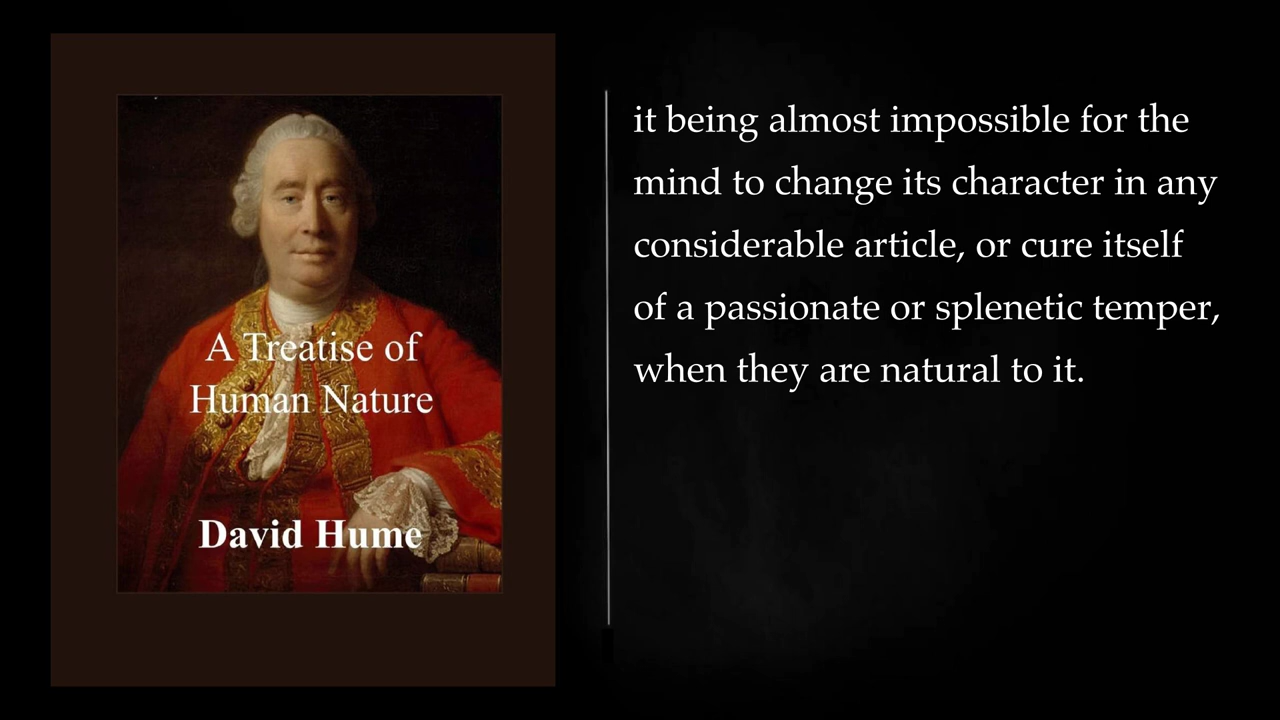 A Treatise of
Human Nature
David Hume
it being almost impossible for the
mind to change its character in any
considerable article, or cure itself
of a passionate or splenetic temper,
when they are natural to it.